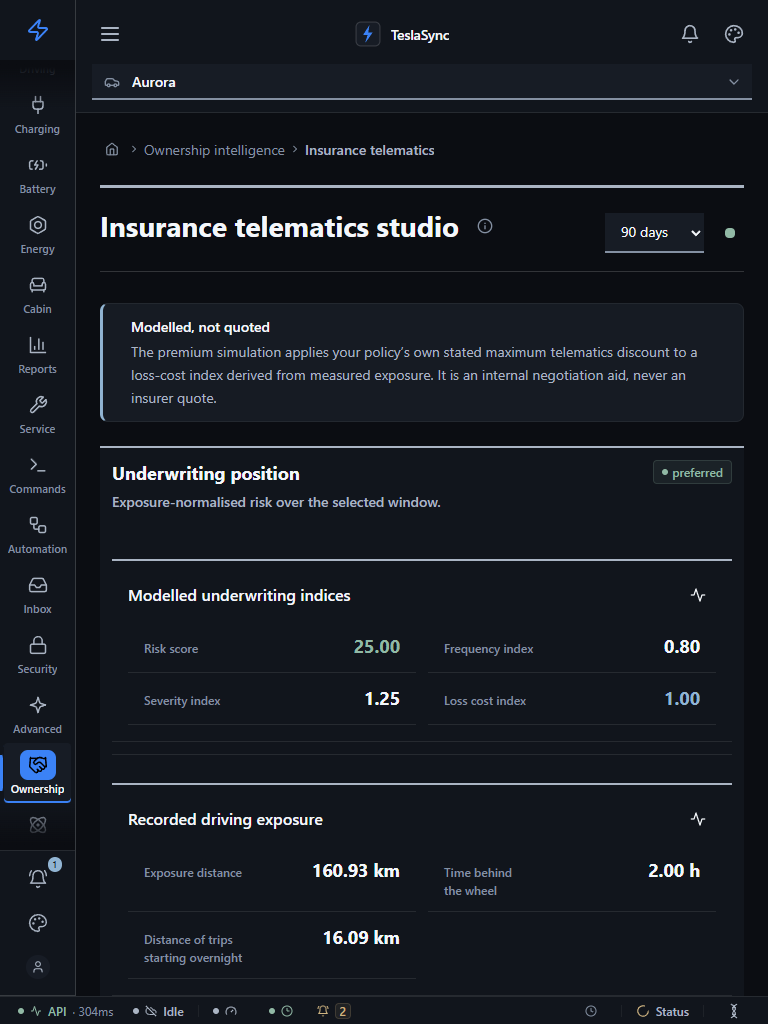 TeslaSync
Aurora
Driving
Charging
Battery
Energy
Cabin
Reports
Service
Commands
Automation
Inbox
Security
Advanced
Ownership
1
Ownership intelligence > Insurance telematics
Insurance telematics studio
90 days
Modelled, not quoted
The premium simulation applies your policy's own stated maximum telematics discount to a
loss-cost index derived from measured exposure. It is an internal negotiation aid, never an
insurer quote.
Underwriting position
preferred
Exposure-normalised risk over the selected window.
Modelled underwriting indices
Risk score 25.00
Frequency index 0.80
Severity index 1.25
Loss cost index 1.00
Recorded driving exposure
Exposure distance 160.93 km
Time behind
the wheel
2.00 h
Distance of trips
starting overnight
16.09 km
API · 304ms
Idle
2
Status